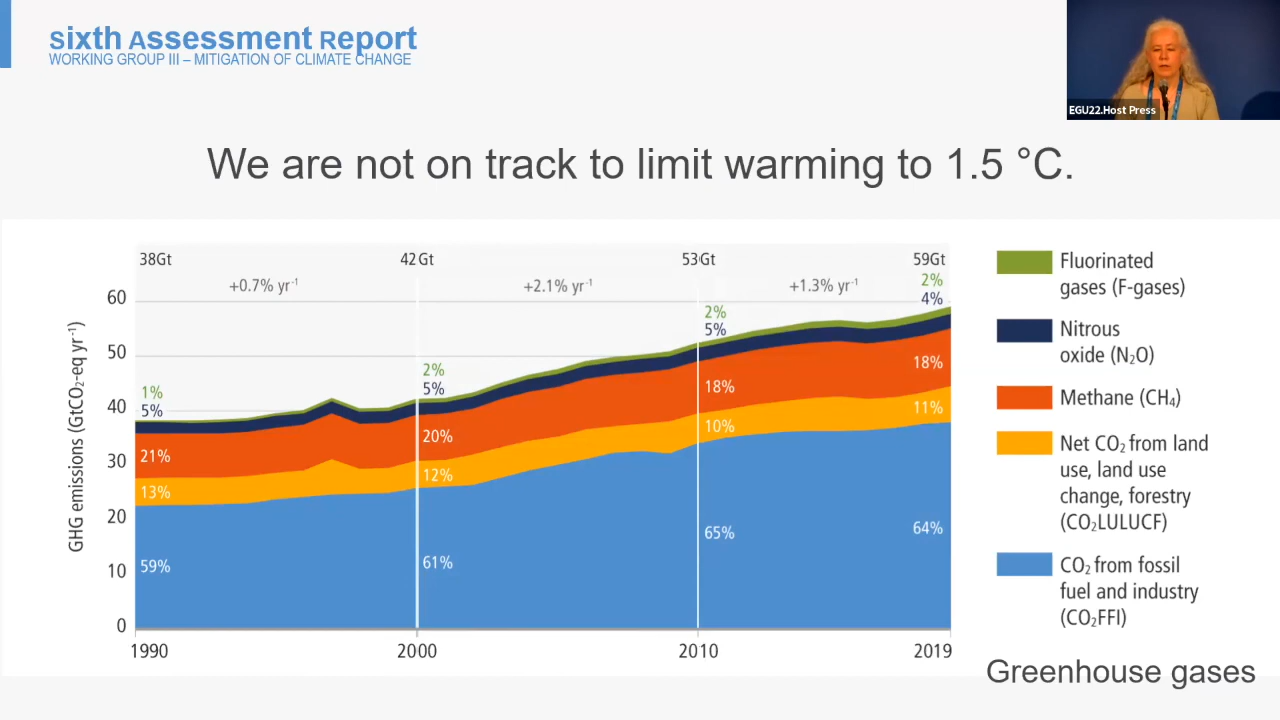 sixth Assessment Report
WORKING GROUP III – MITIGATION OF CLIMATE CHANGE
EGU22.Host Press
We are not on track to limit warming to 1.5 °C.
38Gt
42 Gt
53 Gt
59Gt
+0.7% yr⁻¹
+2.1% yr⁻¹
+1.3% yr⁻¹
GHG emissions (GtCO₂-eq yr⁻¹)
60
50
40
30
20
10
0
1%
5%
21%
13%
59%
2%
5%
20%
12%
61%
2%
5%
18%
10%
65%
2%
4%
18%
11%
64%
1990
2000
2010
2019
Fluorinated
gases (F-gases)
Nitrous
oxide (N₂O)
Methane (CH₄)
Net CO₂ from land
use, land use
change, forestry
(CO₂LULUCF)
CO₂ from fossil
fuel and industry
(CO₂FFI)
Greenhouse gases